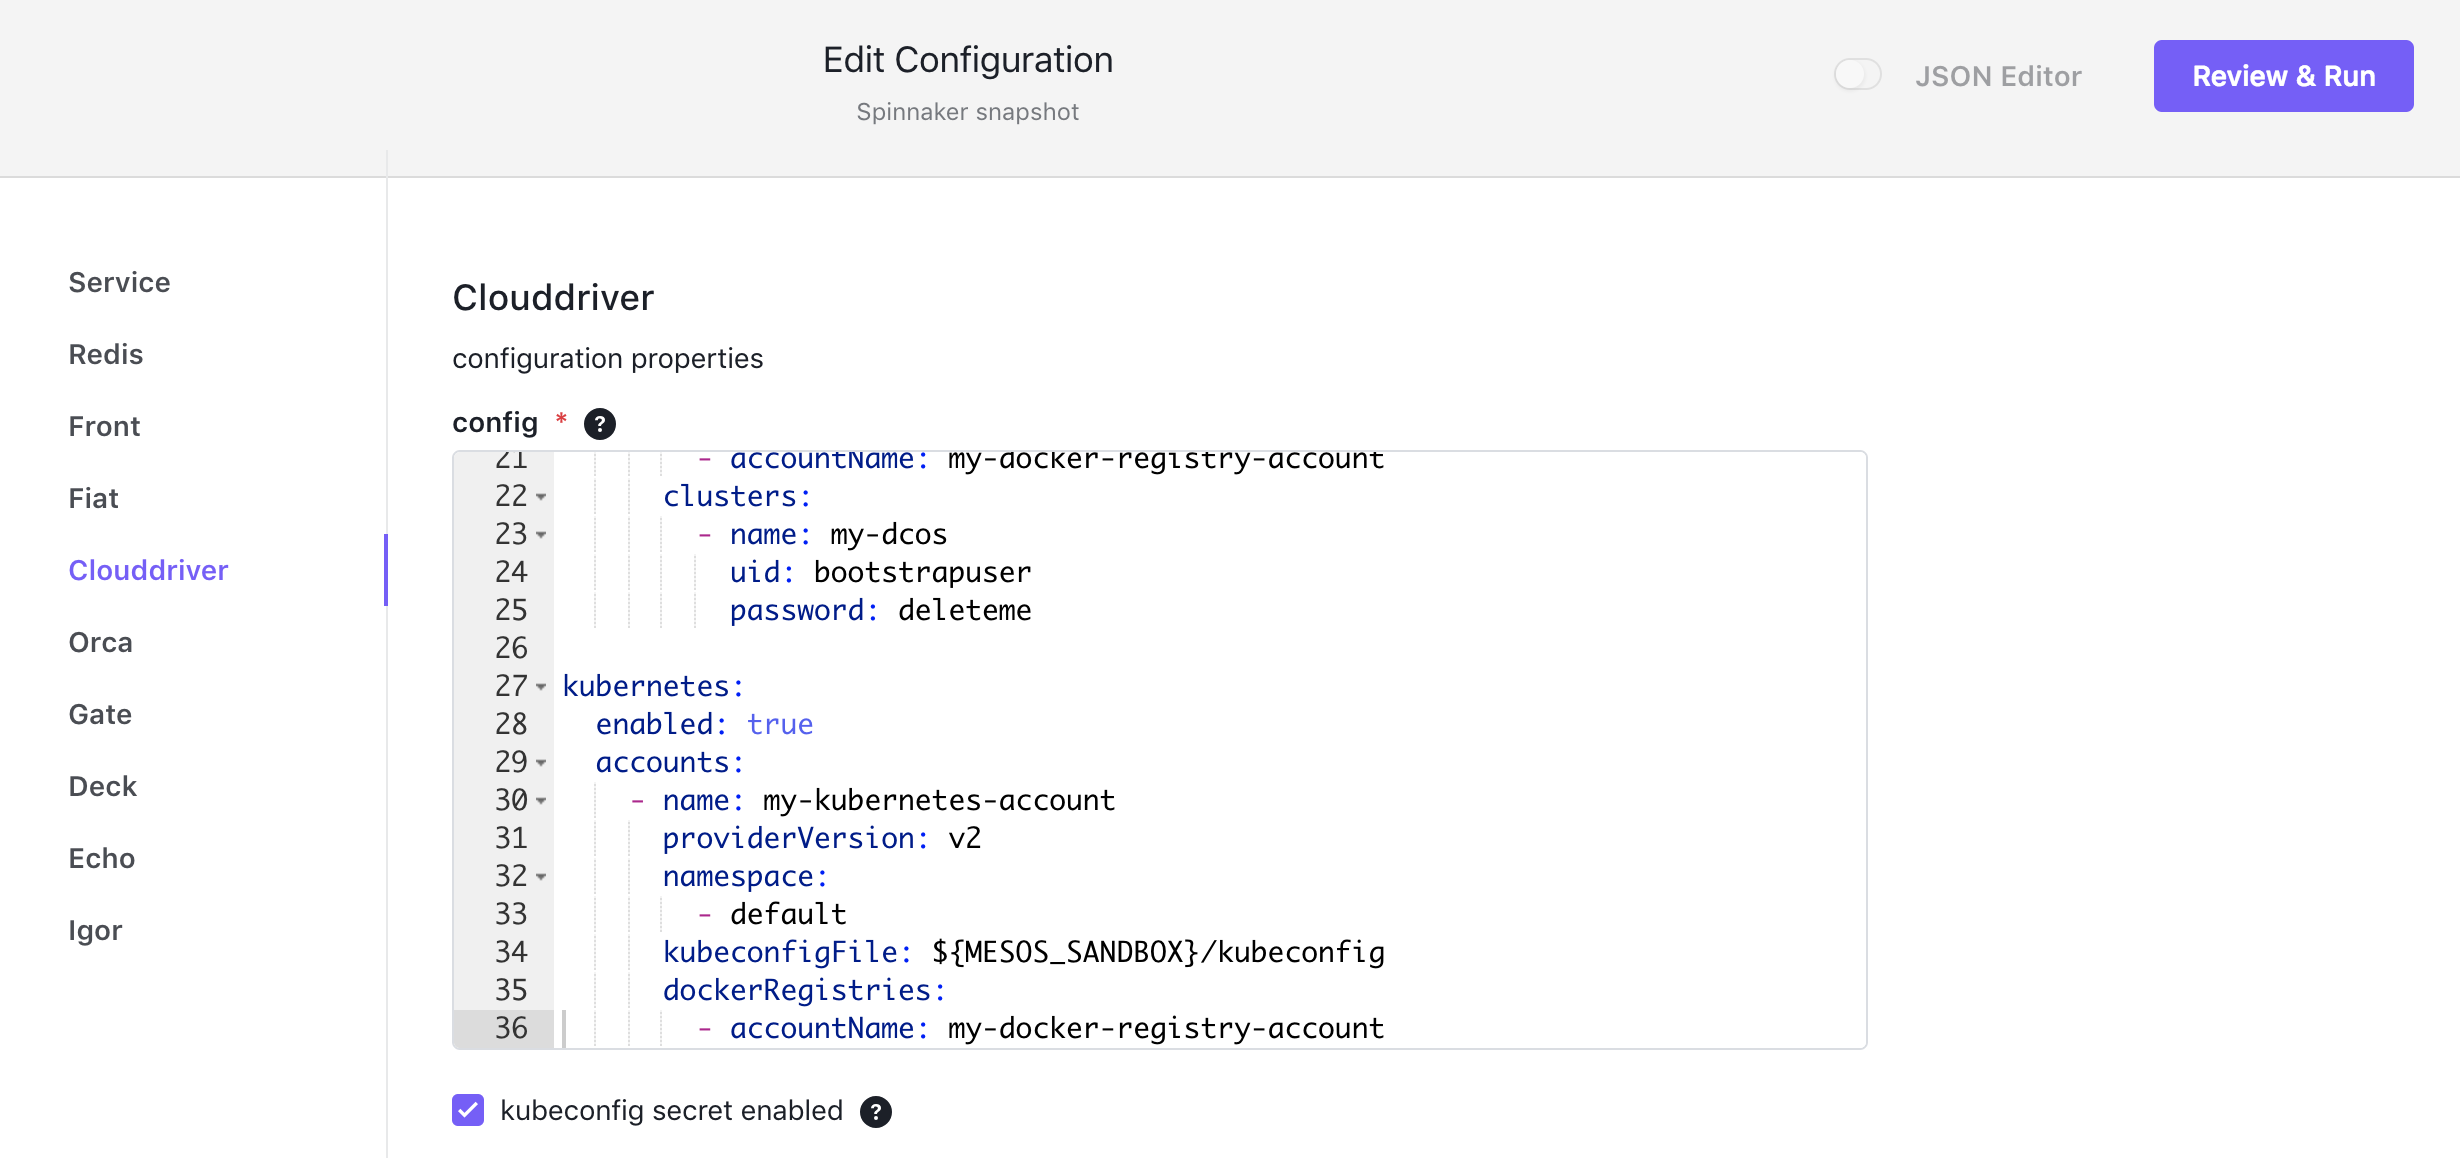 Edit Configuration
Spinnaker snapshot
JSON Editor
Review & Run
Service
Redis
Front
Fiat
Clouddriver
Orca
Gate
Deck
Echo
Igor
Clouddriver
configuration properties
config * ?
21 - accountName: my-docker-registry-account
22 clusters:
23 - name: my-dcos
24 uid: bootstrapuser
25 password: deleteme
26
27 kubernetes:
28 enabled: true
29 accounts:
30 - name: my-kubernetes-account
31 providerVersion: v2
32 namespace:
33 - default
34 kubeconfigFile: ${MESOS_SANDBOX}/kubeconfig
35 dockerRegistries:
36 - accountName: my-docker-registry-account
kubeconfig secret enabled ?